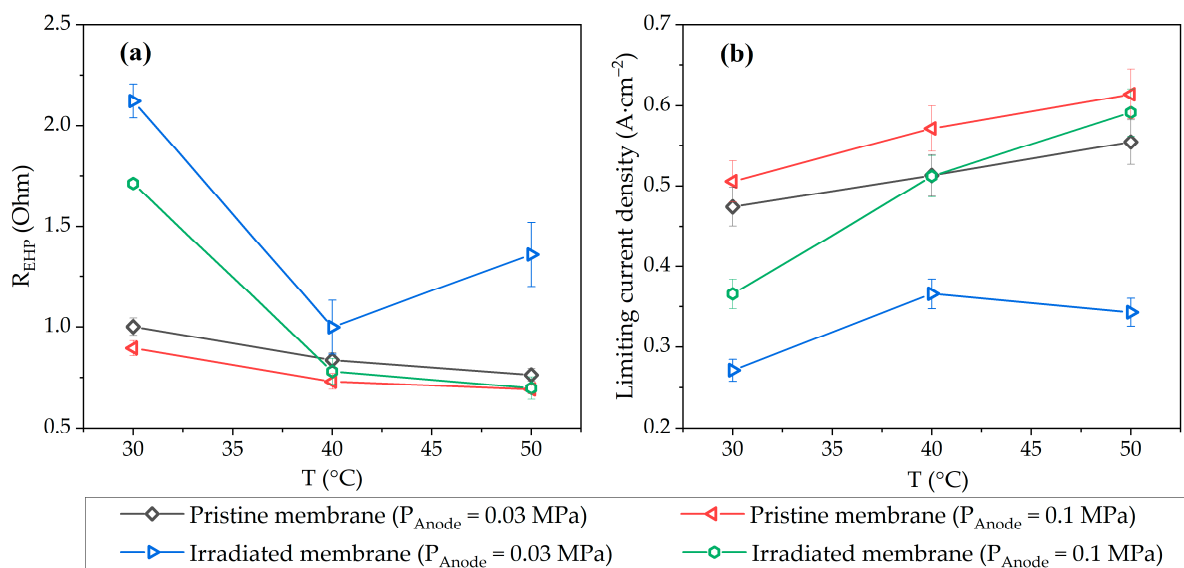 (a)
R_EHP (Ohm)
2.5
2.0
1.5
1.0
0.5
30 35 40 45 50
T (°C)
(b)
Limiting current density (A·cm⁻²)
0.7
0.6
0.5
0.4
0.3
0.2
30 35 40 45 50
T (°C)
Pristine membrane (P_Anode = 0.03 MPa)
Pristine membrane (P_Anode = 0.1 MPa)
Irradiated membrane (P_Anode = 0.03 MPa)
Irradiated membrane (P_Anode = 0.1 MPa)